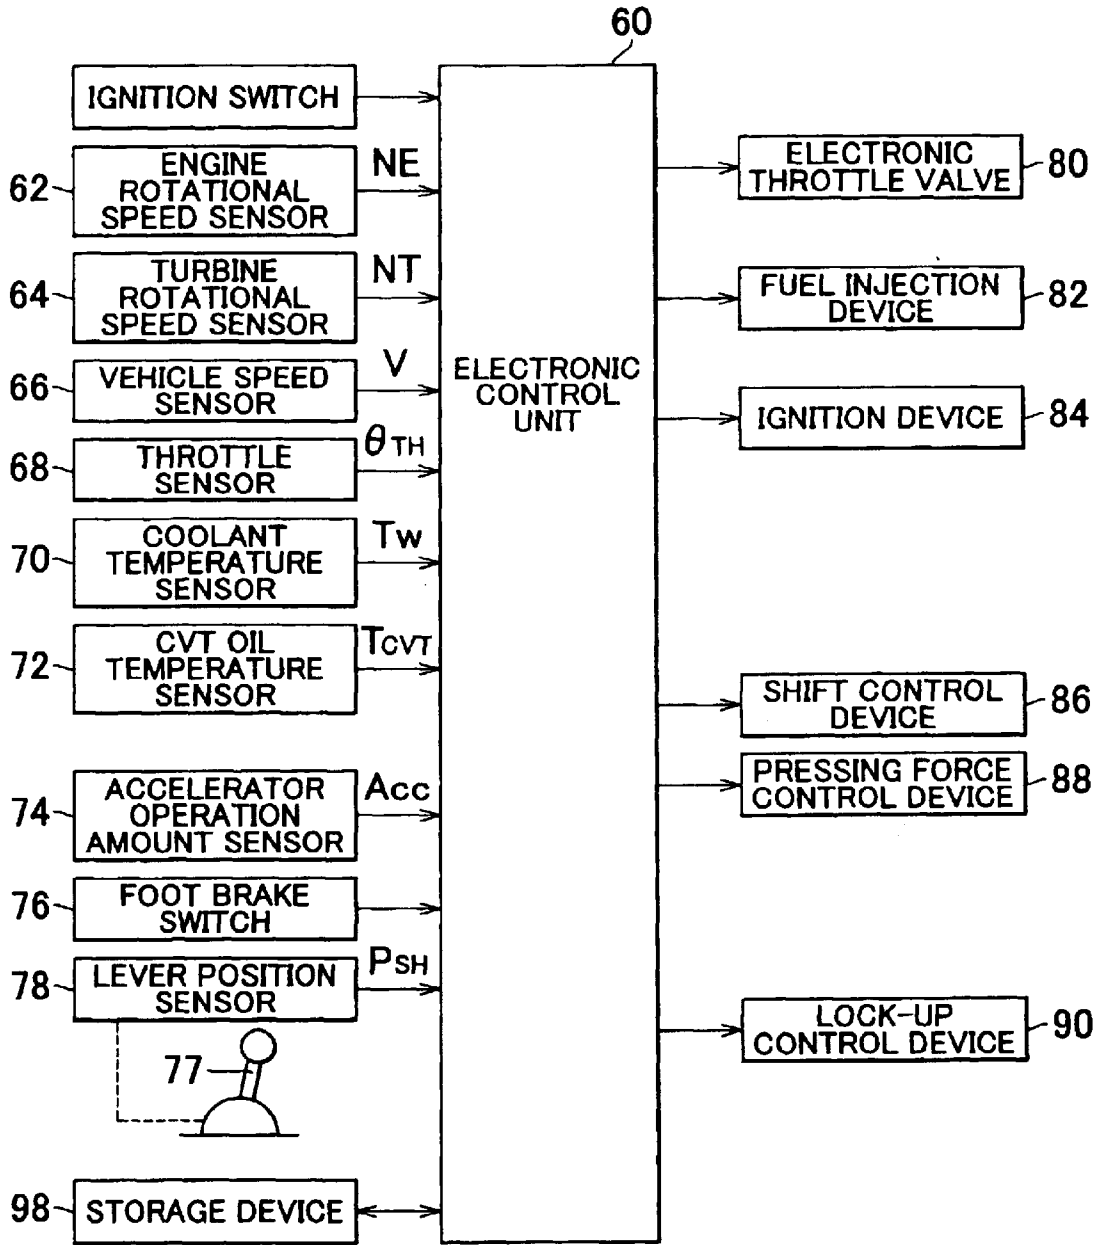 60
IGNITION SWITCH
62
ENGINE
ROTATIONAL
SPEED SENSOR
NE
64
TURBINE
ROTATIONAL
SPEED SENSOR
NT
66
VEHICLE SPEED
SENSOR
V
68
THROTTLE
SENSOR
θTH
70
COOLANT
TEMPERATURE
SENSOR
Tw
72
CVT OIL
TEMPERATURE
SENSOR
TCVT
74
ACCELERATOR
OPERATION
AMOUNT SENSOR
Acc
76
FOOT BRAKE
SWITCH
78
LEVER POSITION
SENSOR
PSH
77
98
STORAGE DEVICE
ELECTRONIC
CONTROL
UNIT
ELECTRONIC
THROTTLE VALVE
80
FUEL INJECTION
DEVICE
82
IGNITION DEVICE
84
SHIFT CONTROL
DEVICE
86
PRESSING FORCE
CONTROL DEVICE
88
LOCK-UP
CONTROL DEVICE
90